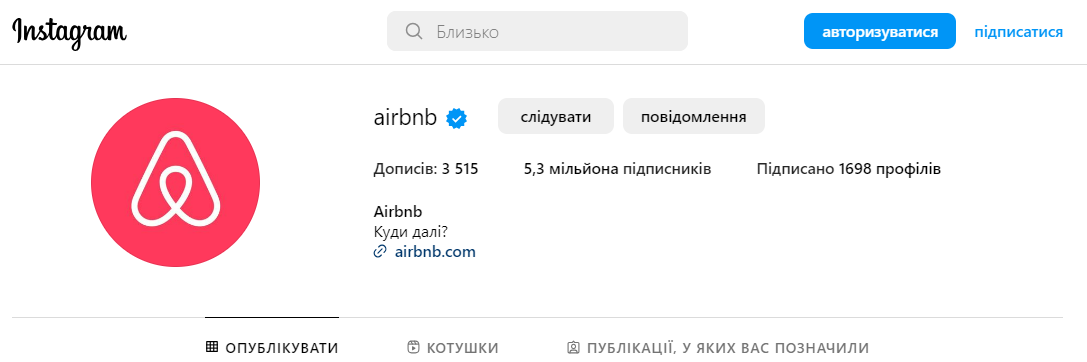 Instagram
Близько
авторизуватися
підписатися
airbnb
слідувати
повідомлення
Дописів: 3 515
5,3 мільйона підписників
Підписано 1698 профілів
Airbnb
Куди далі?
airbnb.com
ОПУБЛІКУВАТИ
КОТУШКИ
ПУБЛІКАЦІЇ, У ЯКИХ ВАС ПОЗНАЧИЛИ